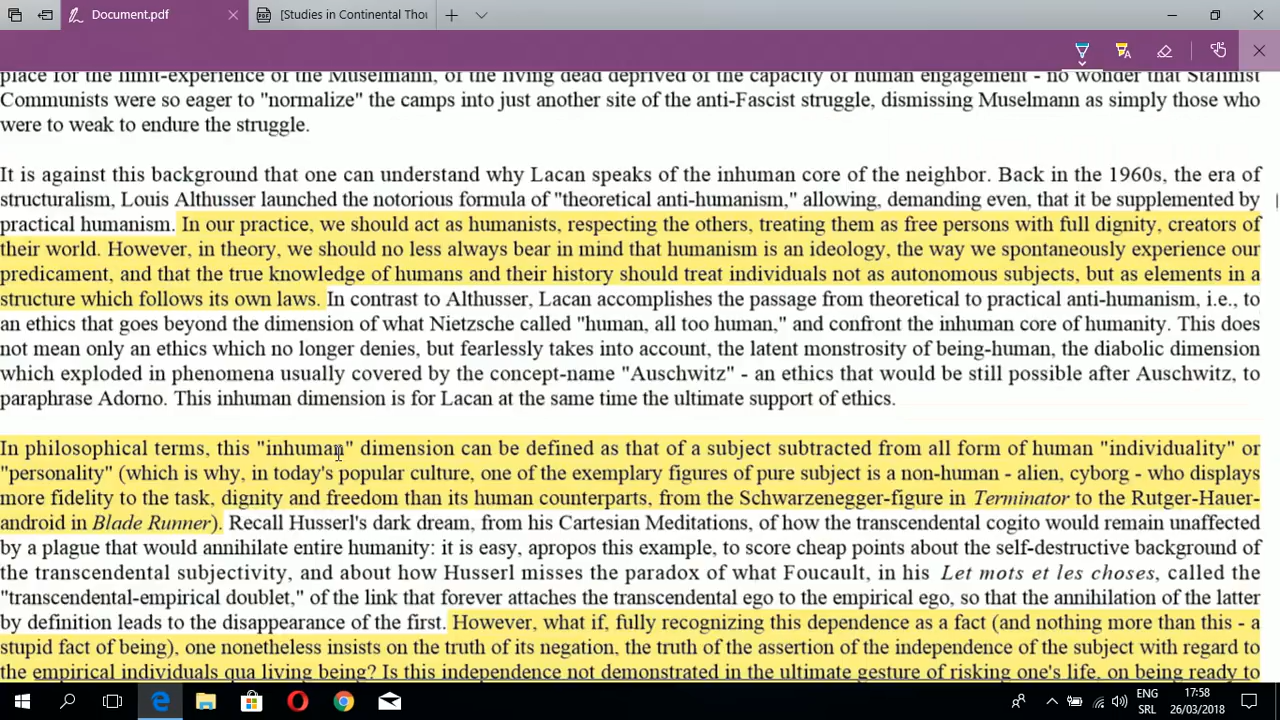 Document.pdf
[Studies in Continental Thou
place for the limit-experience of the Muselmann, of the living dead deprived of the capacity of human engagement - no wonder that Stalinist
Communists were so eager to "normalize" the camps into just another site of the anti-Fascist struggle, dismissing Muselmann as simply those who
were to weak to endure the struggle.
It is against this background that one can understand why Lacan speaks of the inhuman core of the neighbor. Back in the 1960s, the era of
structuralism, Louis Althusser launched the notorious formula of "theoretical anti-humanism," allowing, demanding even, that it be supplemented by
practical humanism. In our practice, we should act as humanists, respecting the others, treating them as free persons with full dignity, creators of
their world. However, in theory, we should no less always bear in mind that humanism is an ideology, the way we spontaneously experience our
predicament, and that the true knowledge of humans and their history should treat individuals not as autonomous subjects, but as elements in a
structure which follows its own laws. In contrast to Althusser, Lacan accomplishes the passage from theoretical to practical anti-humanism, i.e., to
an ethics that goes beyond the dimension of what Nietzsche called "human, all too human," and confront the inhuman core of humanity. This does
not mean only an ethics which no longer denies, but fearlessly takes into account, the latent monstrosity of being-human, the diabolic dimension
which exploded in phenomena usually covered by the concept-name "Auschwitz" - an ethics that would be still possible after Auschwitz, to
paraphrase Adorno. This inhuman dimension is for Lacan at the same time the ultimate support of ethics.
In philosophical terms, this "inhuman" dimension can be defined as that of a subject subtracted from all form of human "individuality" or
"personality" (which is why, in today's popular culture, one of the exemplary figures of pure subject is a non-human - alien, cyborg - who displays
more fidelity to the task, dignity and freedom than its human counterparts, from the Schwarzenegger-figure in Terminator to the Rutger-Hauer-
android in Blade Runner). Recall Husserl's dark dream, from his Cartesian Meditations, of how the transcendental cogito would remain unaffected
by a plague that would annihilate entire humanity: it is easy, apropos this example, to score cheap points about the self-destructive background of
the transcendental subjectivity, and about how Husserl misses the paradox of what Foucault, in his Let mots et les choses, called the
"transcendental-empirical doublet," of the link that forever attaches the transcendental ego to the empirical ego, so that the annihilation of the latter
by definition leads to the disappearance of the first. However, what if, fully recognizing this dependence as a fact (and nothing more than this - a
stupid fact of being), one nonetheless insists on the truth of its negation, the truth of the assertion of the independence of the subject with regard to
the empirical individuals qua living being? Is this independence not demonstrated in the ultimate gesture of risking one's life, on being ready to
ENG 17:58
SRL 26/03/2018